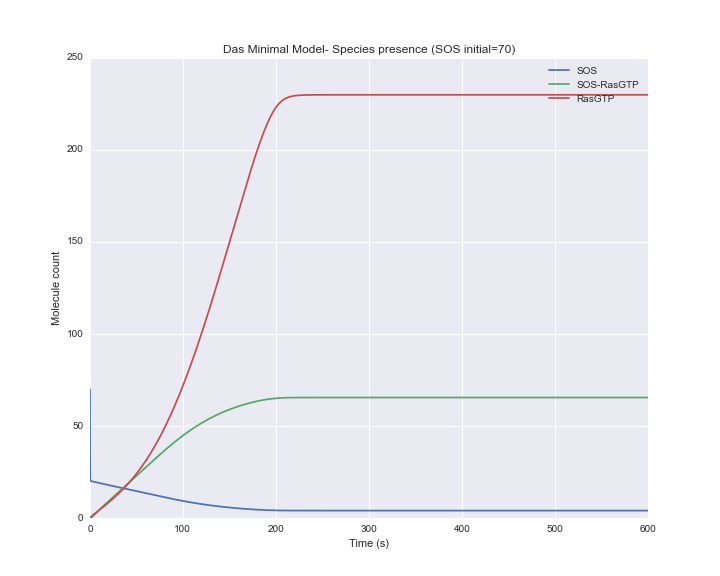 Das Minimal Model- Species presence (SOS initial=70)
250
200
150
100
50
0
Molecule count
SOS
SOS-RasGTP
RasGTP
0 100 200 300 400 500 600
Time (s)